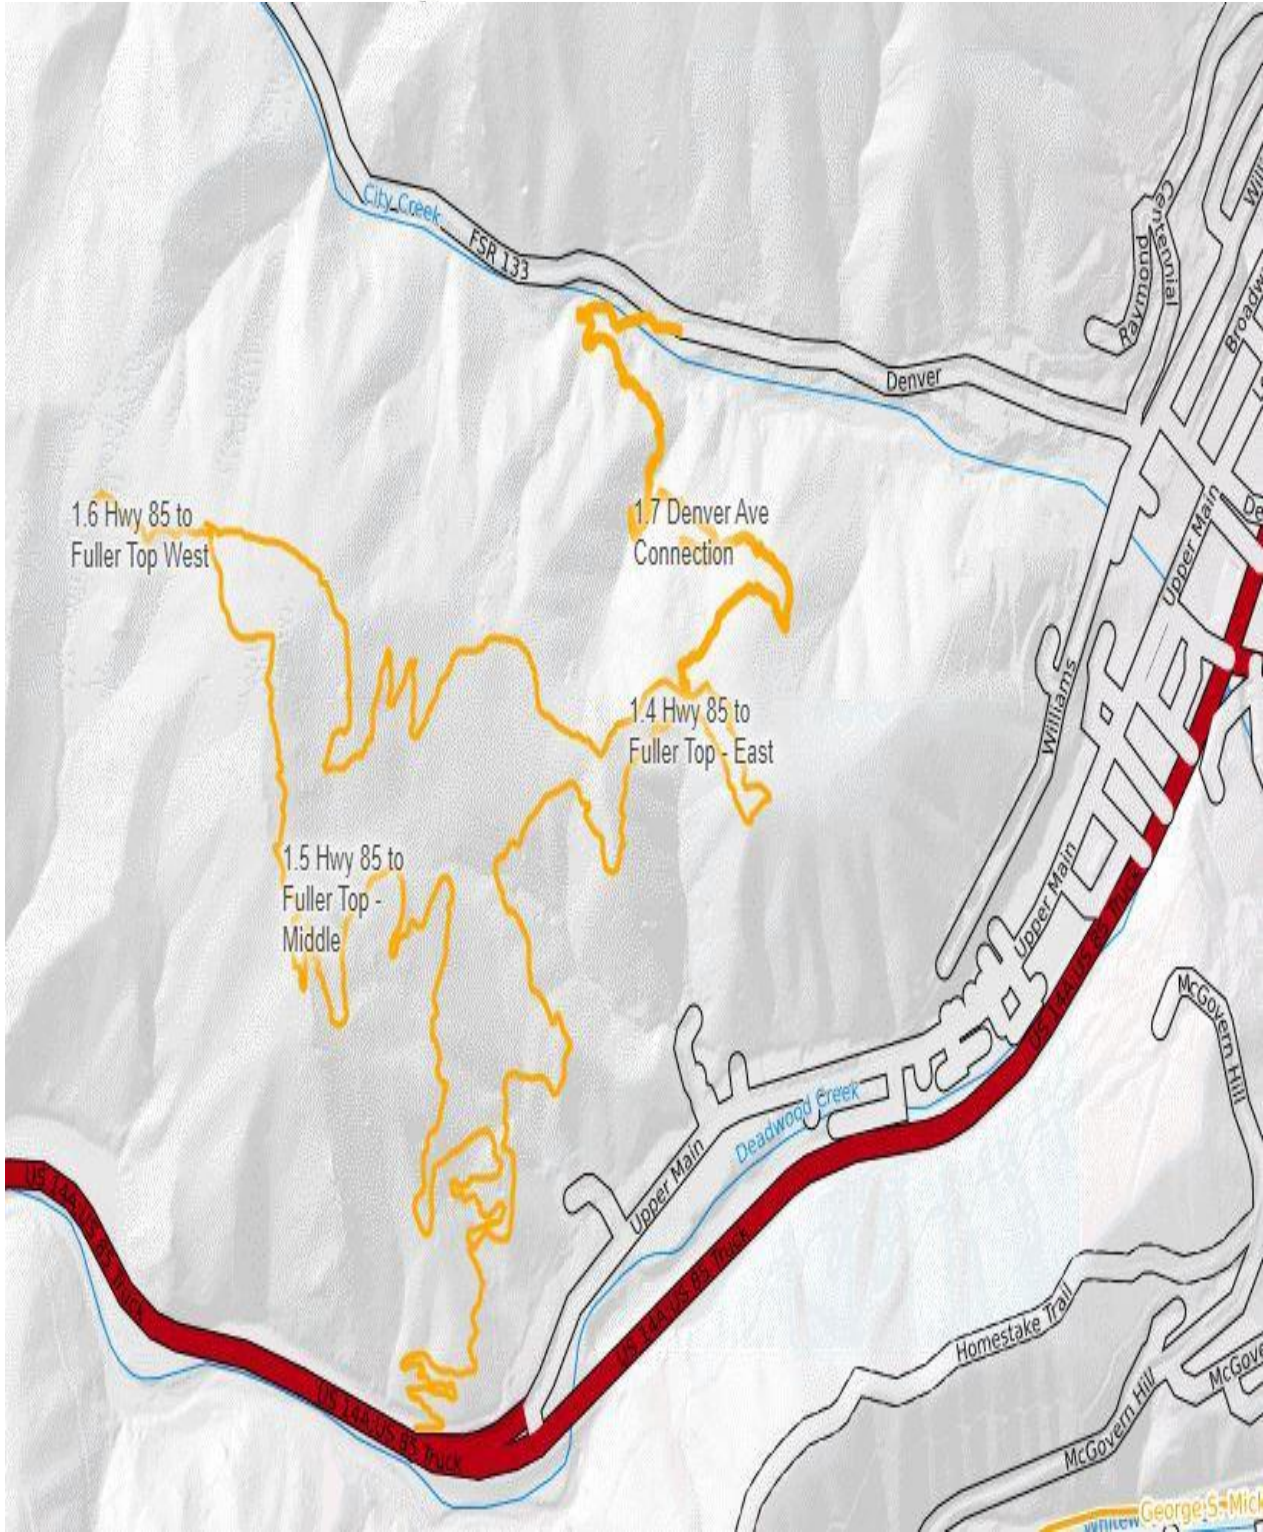 City Creek
FSR 133
Centennial
Raymond
Broadw
Denver
1.6 Hwy 85 to
Fuller Top West
1.7 Denver Ave
Connection
Upper Main
De
Williams
1.4 Hwy 85 to
Fuller Top - East
1.5 Hwy 85 to
Fuller Top -
Middle
Upper Main
US 14A;US 85 Truck
McGovern Hill
Deadwood Creek
Upper Main
US 14A;US 85 Truck
US 14A;US 85 Truck
Homestake Trail
US 14A;US 85 Truck
McGovern Hill
McGove
George S. Mick
Whitew